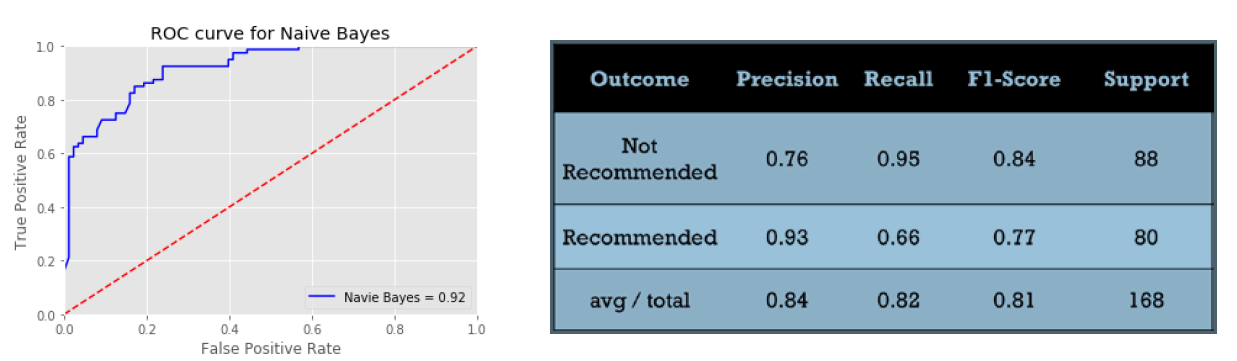 ROC curve for Naive Bayes
1.0
0.8
0.6
0.4
0.2
0.0
True Positive Rate
0.0 0.2 0.4 0.6 0.8 1.0
False Positive Rate
Navie Bayes = 0.92
Outcome Precision Recall F1-Score Support
Not
Recommended 0.76 0.95 0.84 88
Recommended 0.93 0.66 0.77 80
avg / total 0.84 0.82 0.81 168